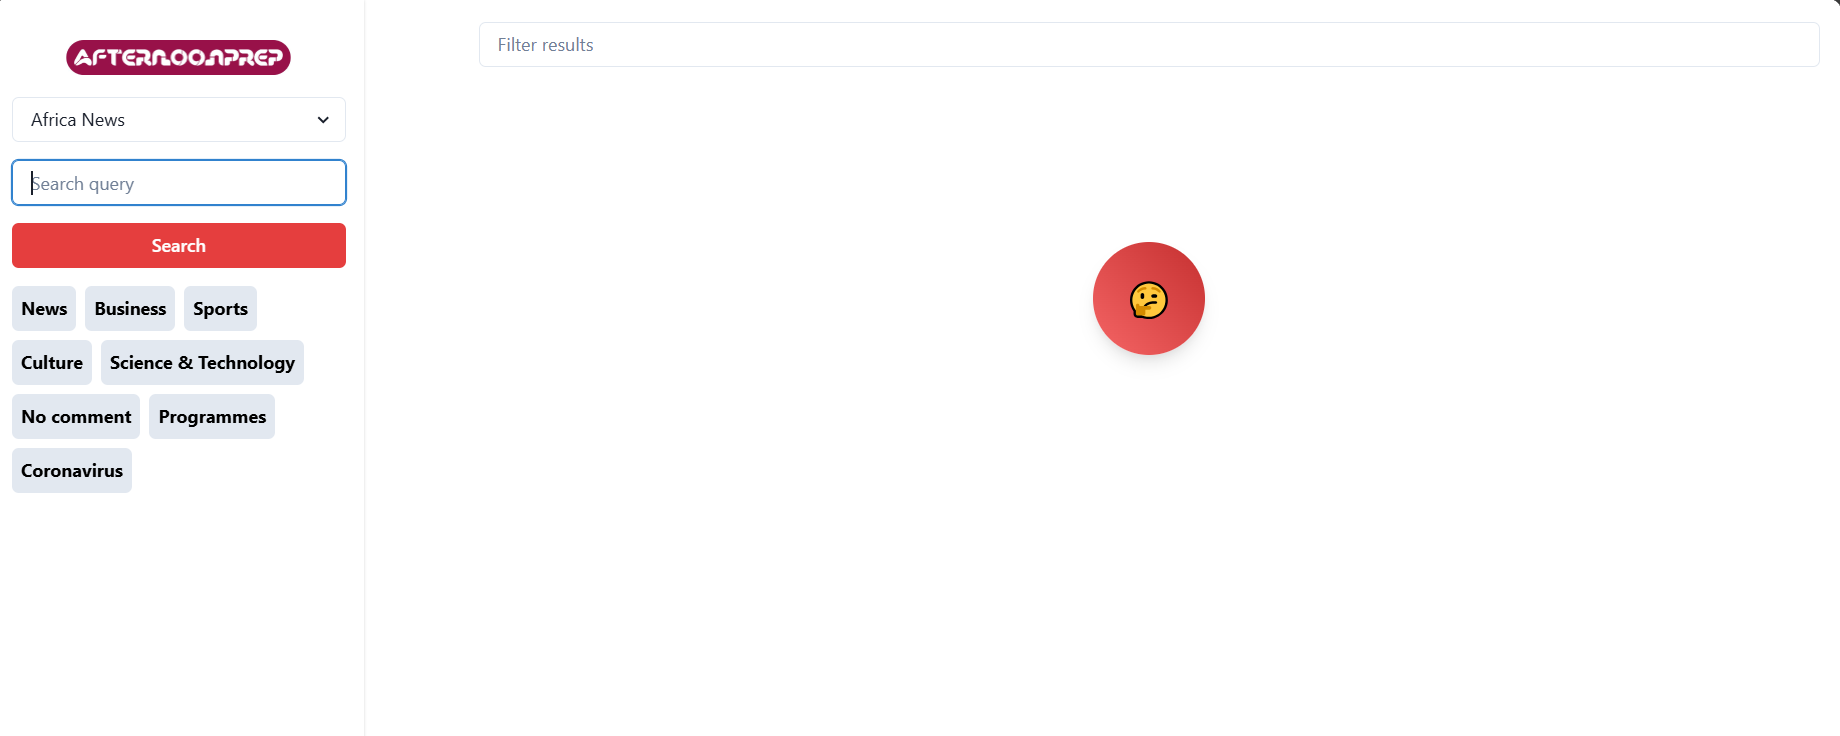 AFTERNOONPREP
Africa News
Search query
Search
News Business Sports
Culture Science & Technology
No comment Programmes
Coronavirus
Filter results